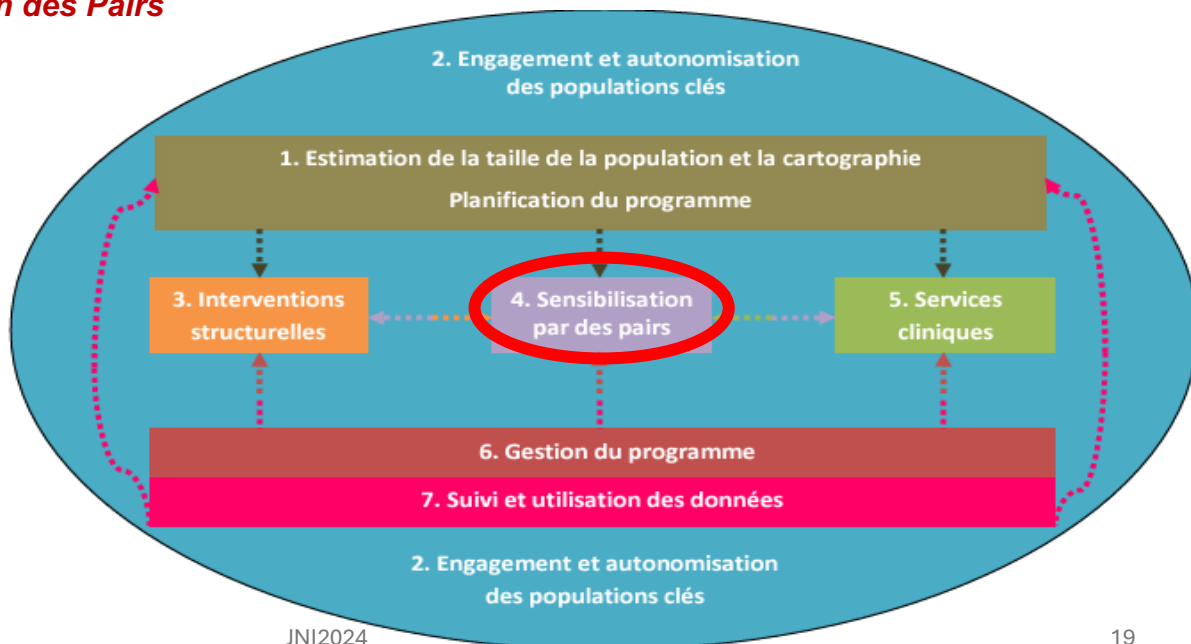 des Pairs
2. Engagement et autonomisation
des populations clés
1. Estimation de la taille de la population et la cartographie
Planification du programme
3. Interventions
structurelles
4. Sensibilisation
par des pairs
5. Services
cliniques
6. Gestion du programme
7. Suivi et utilisation des données
2. Engagement et autonomisation
des populations clés
JNI2024
19